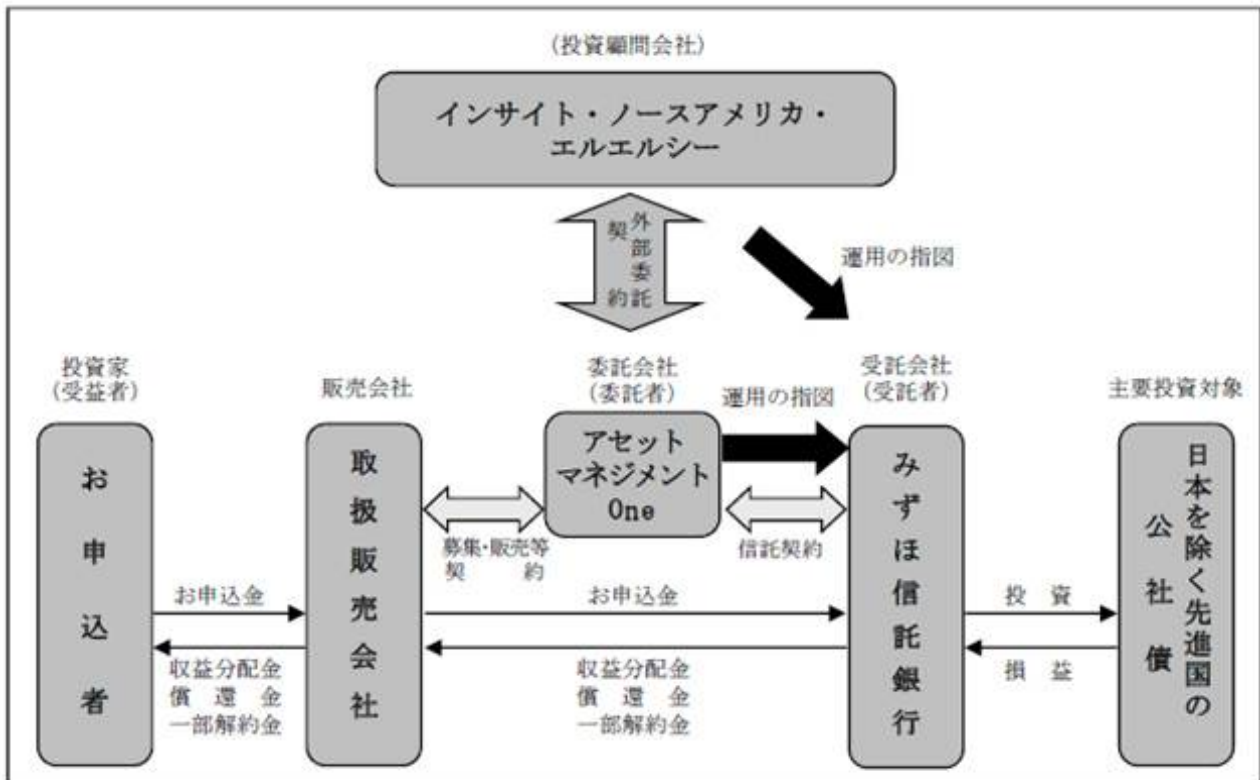 (投資顧問会社)
インサイト・ノースアメリカ・
エルエルシー
外部委託
契約
運用の指図
投資家
(受益者)
販売会社
委託会社
(委託者)
運用の指図
受託会社
(受託者)
主要投資対象
お申込者
取扱販売会社
アセット
マネジメント
One
みずほ信託銀行
日本を除く先進国の
公社債
募集・販売等
契約
信託契約
お申込金
お申込金
投資
収益分配金
償還金
一部解約金
収益分配金
償還金
一部解約金
損益